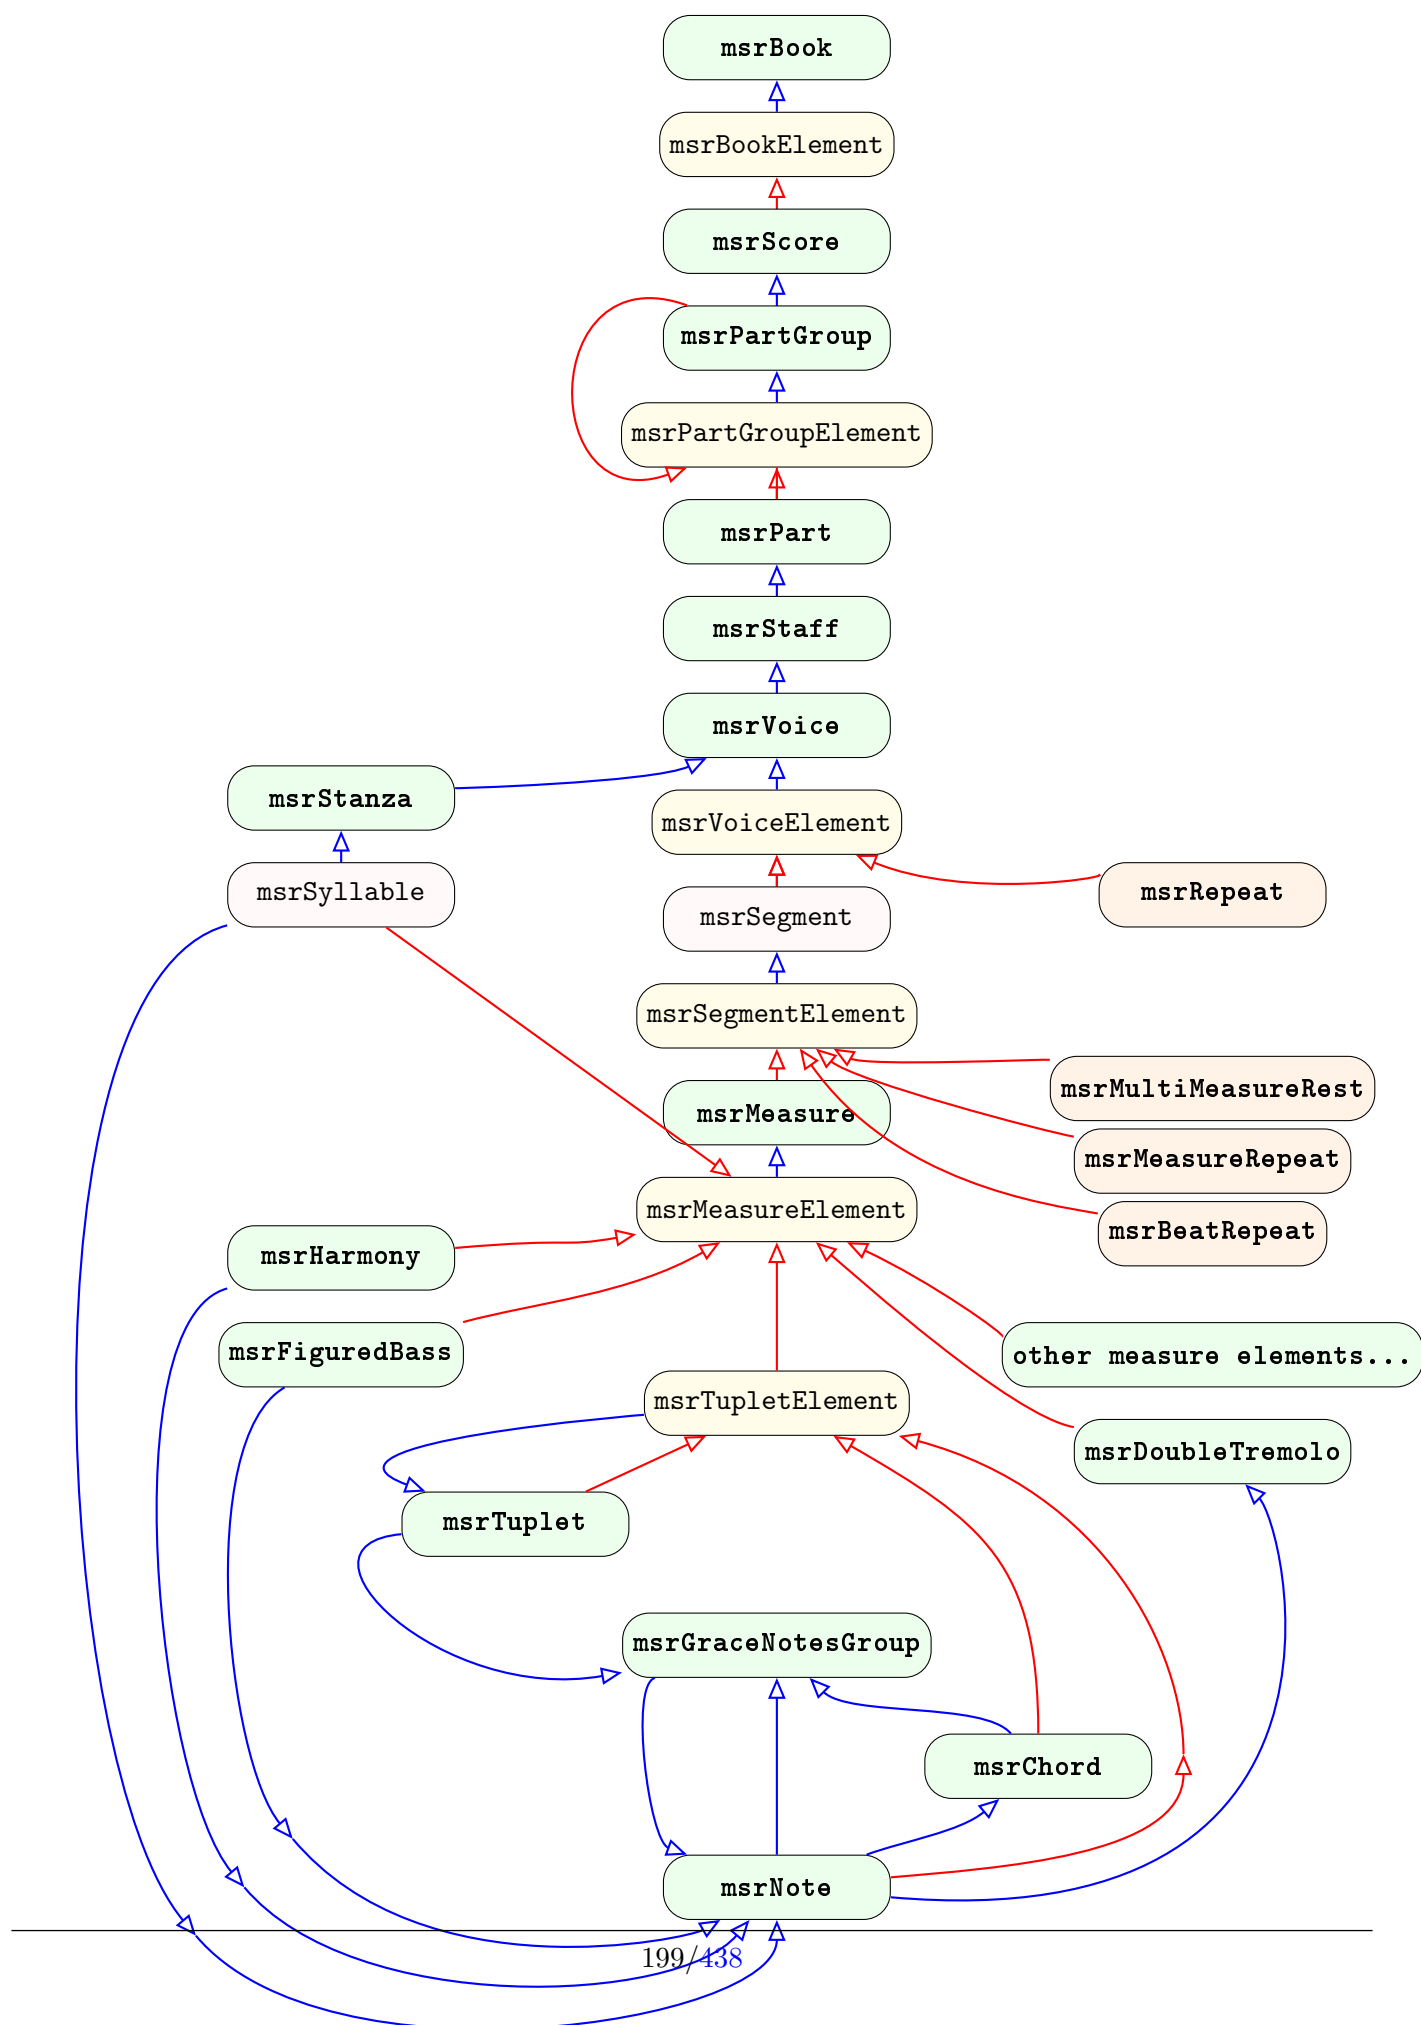 msrBook
msrBookElement
msrScore
msrPartGroup
msrPartGroupElement
msrPart
msrStaff
msrVoice
msrStanza
msrVoiceElement
msrSyllable
msrRepeat
msrSegment
msrSegmentElement
msrMultiMeasureRest
msrMeasure
msrMeasureRepeat
msrMeasureElement
msrBeatRepeat
msrHarmony
msrFiguredBass
other measure elements...
msrTupletElement
msrDoubleTremolo
msrTuplet
msrGraceNotesGroup
msrChord
msrNote
199/438